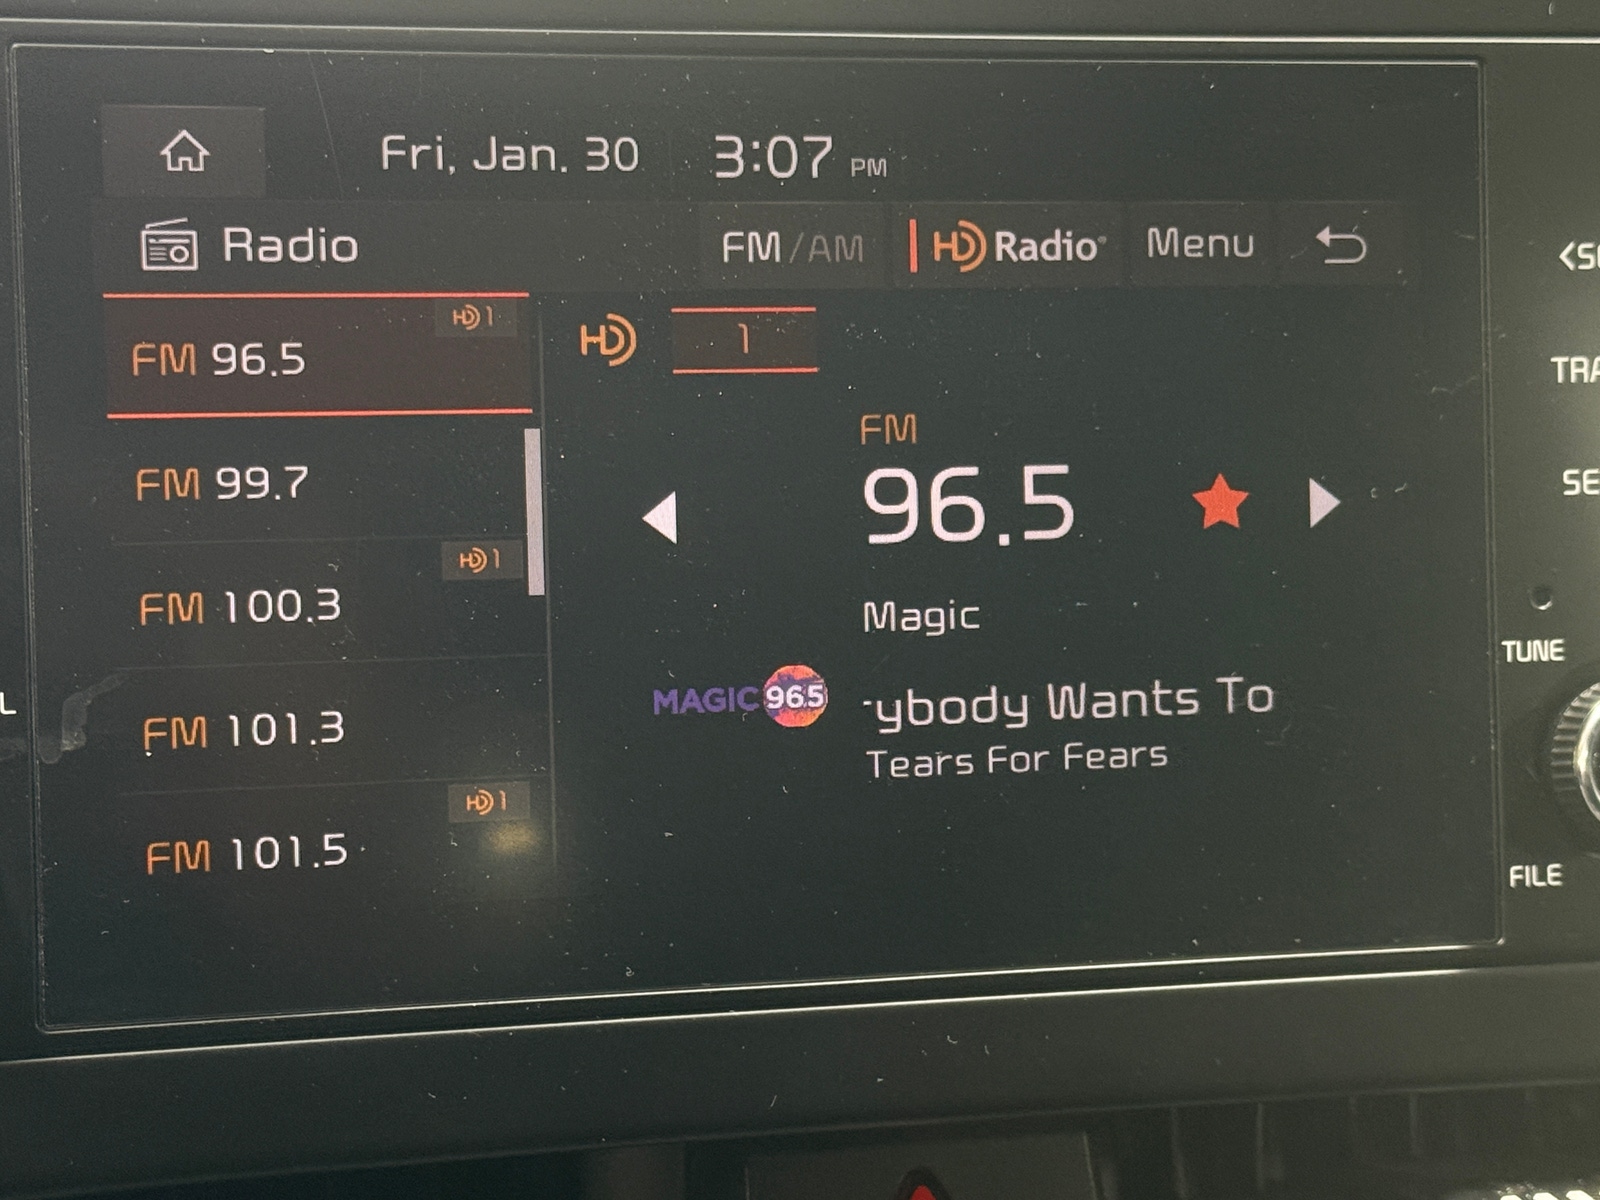 Fri, Jan. 30 3:07 PM
Radio FM/AM HD Radio® Menu
HD 1
FM 96.5
FM 99.7
HD 1
FM 100.3
FM 101.3
HD 1
FM 101.5
HD 1
FM
96.5
Magic
MAGIC 96.5
ybody Wants To
Tears For Fears
TUNE
FILE